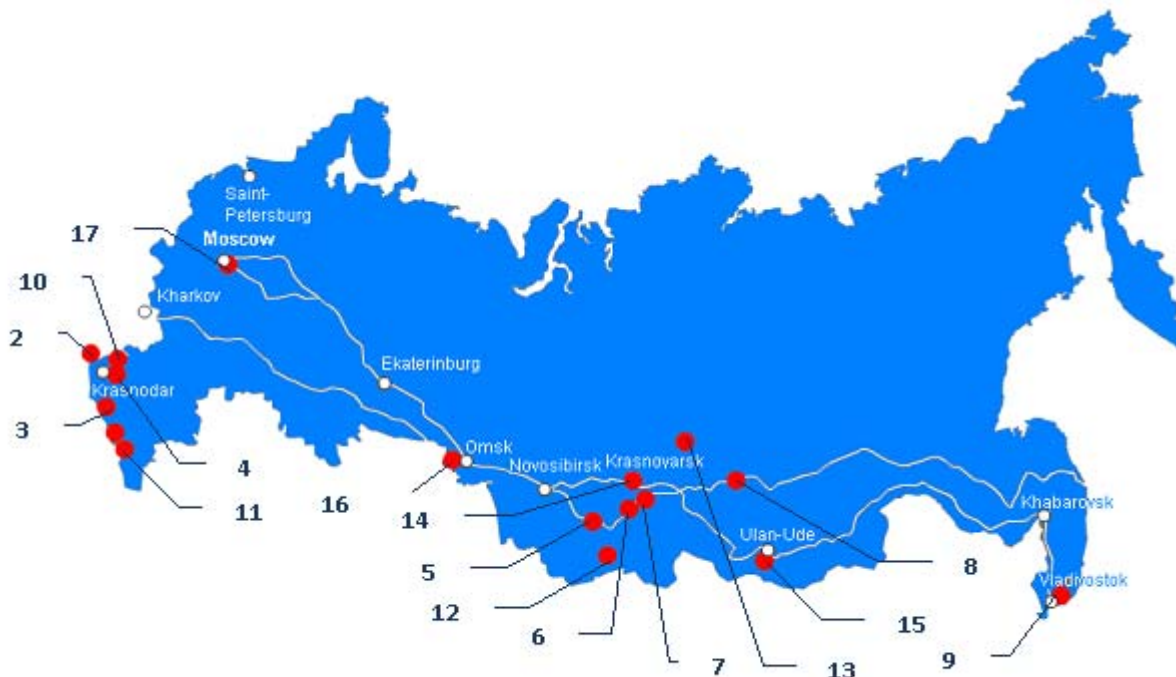 Saint-
Petersburg
17
Moscow
10
Kharkov
2
Ekaterinburg
Krasnodar
3
4
Omsk
Novosibirsk
Krasnoyarsk
16
14
11
Khabarovsk
Ulan-Ude
5
8
Vladivostok
12
6
15
7
13
9